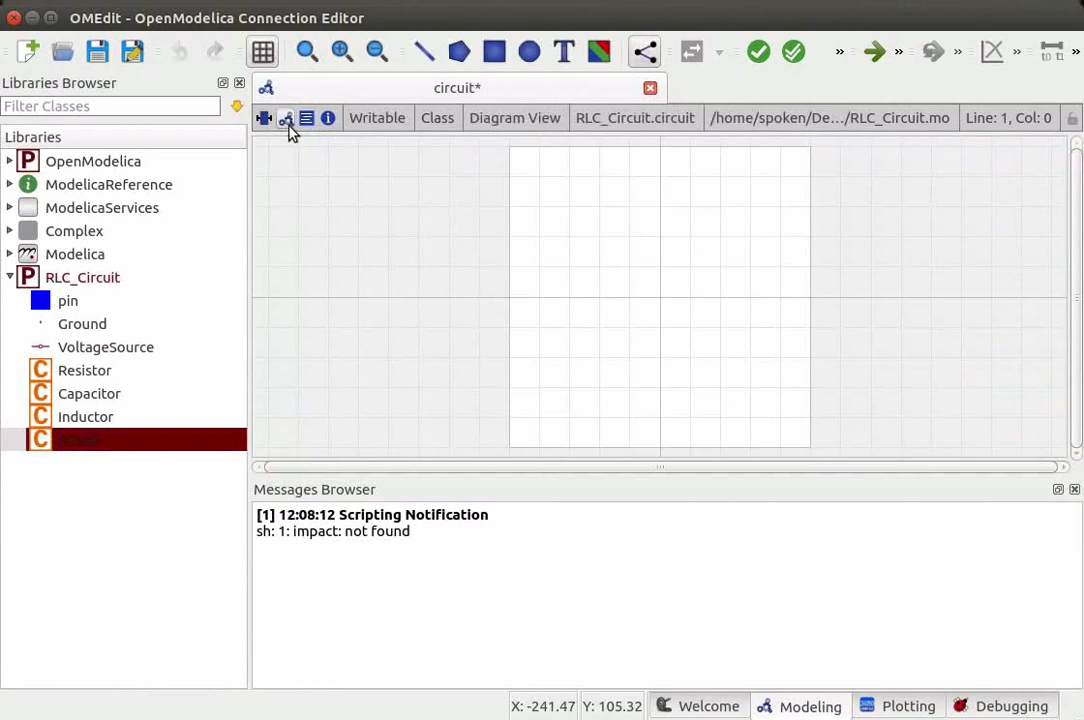 OMEdit - OpenModelica Connection Editor
T
»
»
»
»
to t1
Libraries Browser
circuit*
Filter Classes
Writable
Class
Diagram View
RLC_Circuit.circuit
/home/spoken/De.../RLC_Circuit.mo
Line: 1, Col: 0
Libraries
P OpenModelica
i ModelicaReference
ModelicaServices
Complex
Modelica
P RLC_Circuit
pin
Ground
VoltageSource
C Resistor
C Capacitor
C Inductor
C circuit
Messages Browser
[1] 12:08:12 Scripting Notification
sh: 1: impact: not found
X: -241.47
Y: 105.32
Welcome
Modeling
Plotting
Debugging